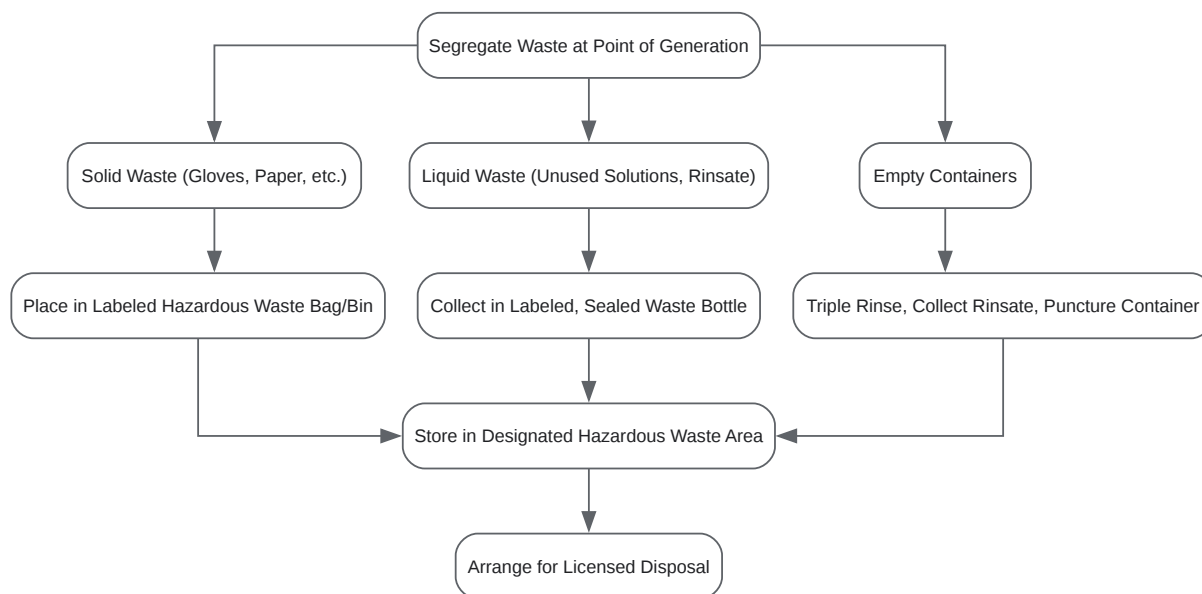 Segregate Waste at Point of Generation
Solid Waste (Gloves, Paper, etc.)
Liquid Waste (Unused Solutions, Rinsate)
Empty Containers
Place in Labeled Hazardous Waste Bag/Bin
Collect in Labeled, Sealed Waste Bottle
Triple Rinse, Collect Rinsate, Puncture Container
Store in Designated Hazardous Waste Area
Arrange for Licensed Disposal